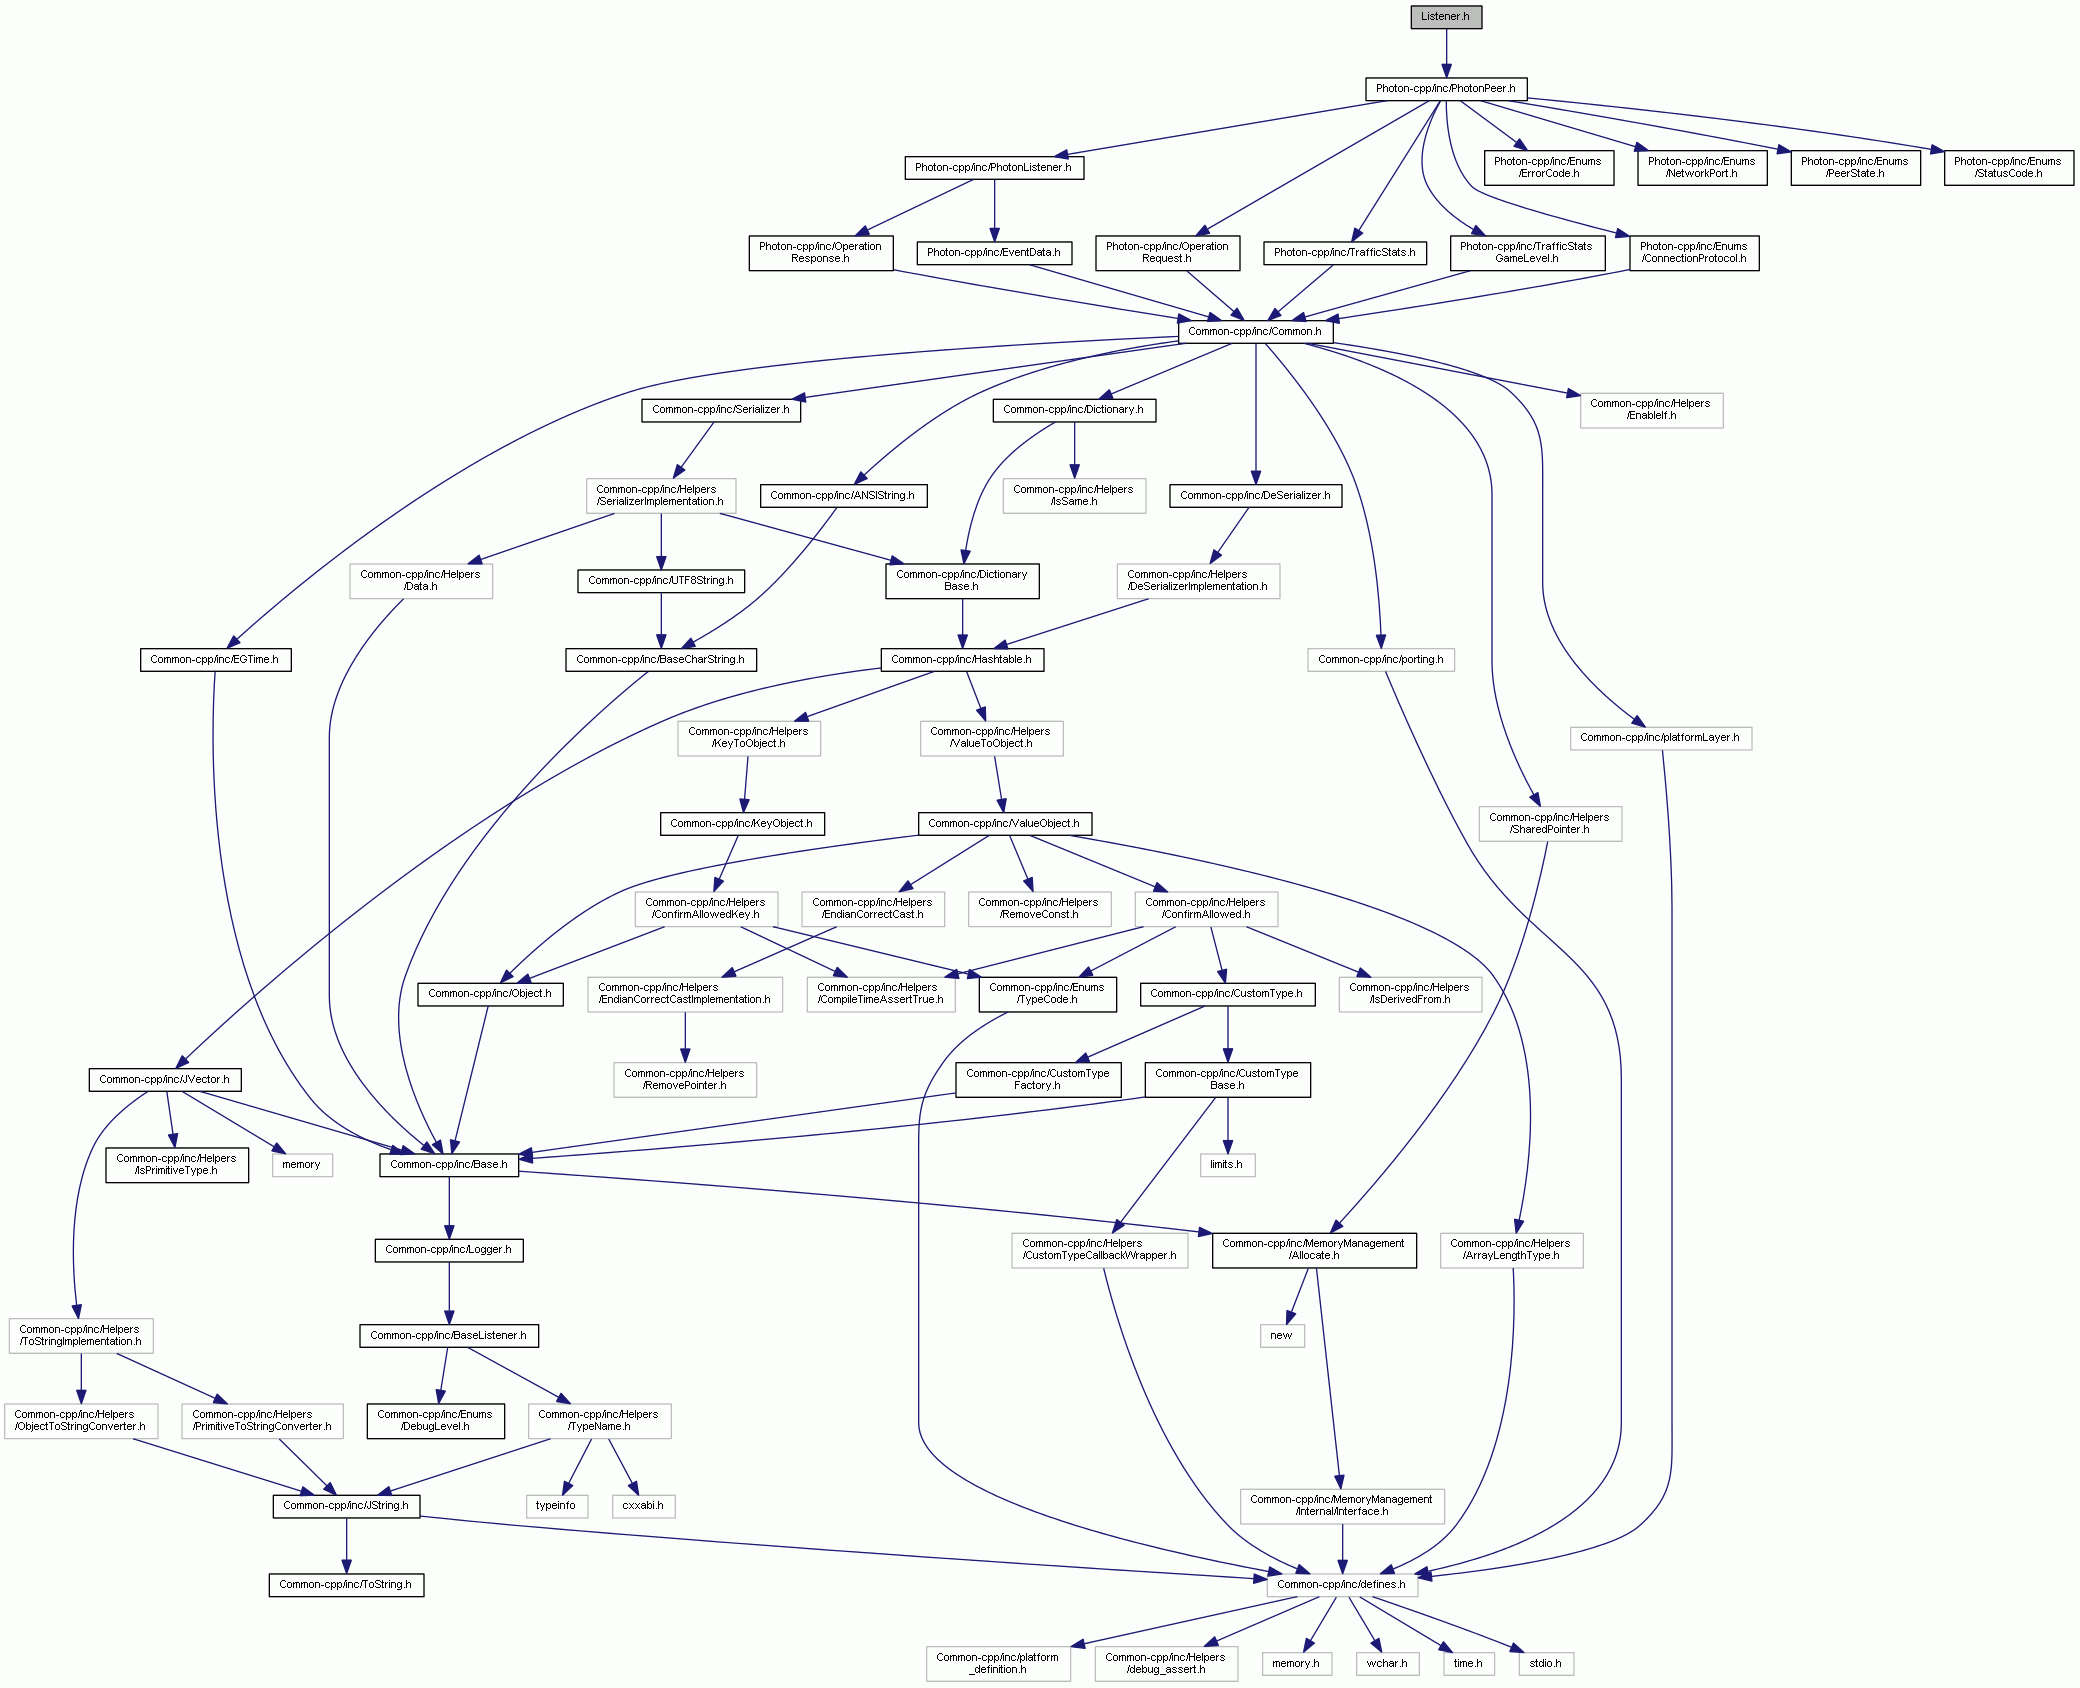 Listener.h
Photon-cpp/inc/PhotonPeer.h
Photon-cpp/inc/PhotonListener.h
Photon-cpp/inc/Enums
/ErrorCode.h
Photon-cpp/inc/Enums
/NetworkPort.h
Photon-cpp/inc/Enums
/PeerState.h
Photon-cpp/inc/Enums
/StatusCode.h
Photon-cpp/inc/Operation
Response.h
Photon-cpp/inc/EventData.h
Photon-cpp/inc/Operation
Request.h
Photon-cpp/inc/TrafficStats.h
Photon-cpp/inc/TrafficStats
GameLevel.h
Photon-cpp/inc/Enums
/ConnectionProtocol.h
Common-cpp/inc/Common.h
Common-cpp/inc/Serializer.h
Common-cpp/inc/Dictionary.h
Common-cpp/inc/Helpers
/EnableIf.h
Common-cpp/inc/Helpers
/SerializerImplementation.h
Common-cpp/inc/ANSIString.h
Common-cpp/inc/Helpers
/IsSame.h
Common-cpp/inc/DeSerializer.h
Common-cpp/inc/Helpers
/Data.h
Common-cpp/inc/UTF8String.h
Common-cpp/inc/Dictionary
Base.h
Common-cpp/inc/Helpers
/DeSerializerImplementation.h
Common-cpp/inc/EGTime.h
Common-cpp/inc/BaseCharString.h
Common-cpp/inc/Hashtable.h
Common-cpp/inc/porting.h
Common-cpp/inc/Helpers
/KeyToObject.h
Common-cpp/inc/Helpers
/ValueToObject.h
Common-cpp/inc/platformLayer.h
Common-cpp/inc/KeyObject.h
Common-cpp/inc/ValueObject.h
Common-cpp/inc/Helpers
/SharedPointer.h
Common-cpp/inc/Helpers
/ConfirmAllowedKey.h
Common-cpp/inc/Helpers
/EndianCorrectCast.h
Common-cpp/inc/Helpers
/RemoveConst.h
Common-cpp/inc/Helpers
/ConfirmAllowed.h
Common-cpp/inc/Object.h
Common-cpp/inc/Helpers
/EndianCorrectCastImplementation.h
Common-cpp/inc/Helpers
/CompileTimeAssertTrue.h
Common-cpp/inc/Enums
/TypeCode.h
Common-cpp/inc/CustomType.h
Common-cpp/inc/Helpers
/IsDerivedFrom.h
Common-cpp/inc/JVector.h
Common-cpp/inc/Helpers
/RemovePointer.h
Common-cpp/inc/CustomType
Factory.h
Common-cpp/inc/CustomType
Base.h
Common-cpp/inc/Helpers
/IsPrimitiveType.h
memory
Common-cpp/inc/Base.h
limits.h
Common-cpp/inc/Logger.h
Common-cpp/inc/Helpers
/CustomTypeCallbackWrapper.h
Common-cpp/inc/MemoryManagement
/Allocate.h
Common-cpp/inc/Helpers
/ArrayLengthType.h
Common-cpp/inc/Helpers
/ToStringImplementation.h
Common-cpp/inc/BaseListener.h
new
Common-cpp/inc/Helpers
/ObjectToStringConverter.h
Common-cpp/inc/Helpers
/PrimitiveToStringConverter.h
Common-cpp/inc/Enums
/DebugLevel.h
Common-cpp/inc/Helpers
/TypeName.h
Common-cpp/inc/JString.h
typeinfo
cxxabi.h
Common-cpp/inc/MemoryManagement
/Internal/Interface.h
Common-cpp/inc/ToString.h
Common-cpp/inc/defines.h
Common-cpp/inc/platform
_definition.h
Common-cpp/inc/Helpers
/debug_assert.h
memory.h
wchar.h
time.h
stdio.h